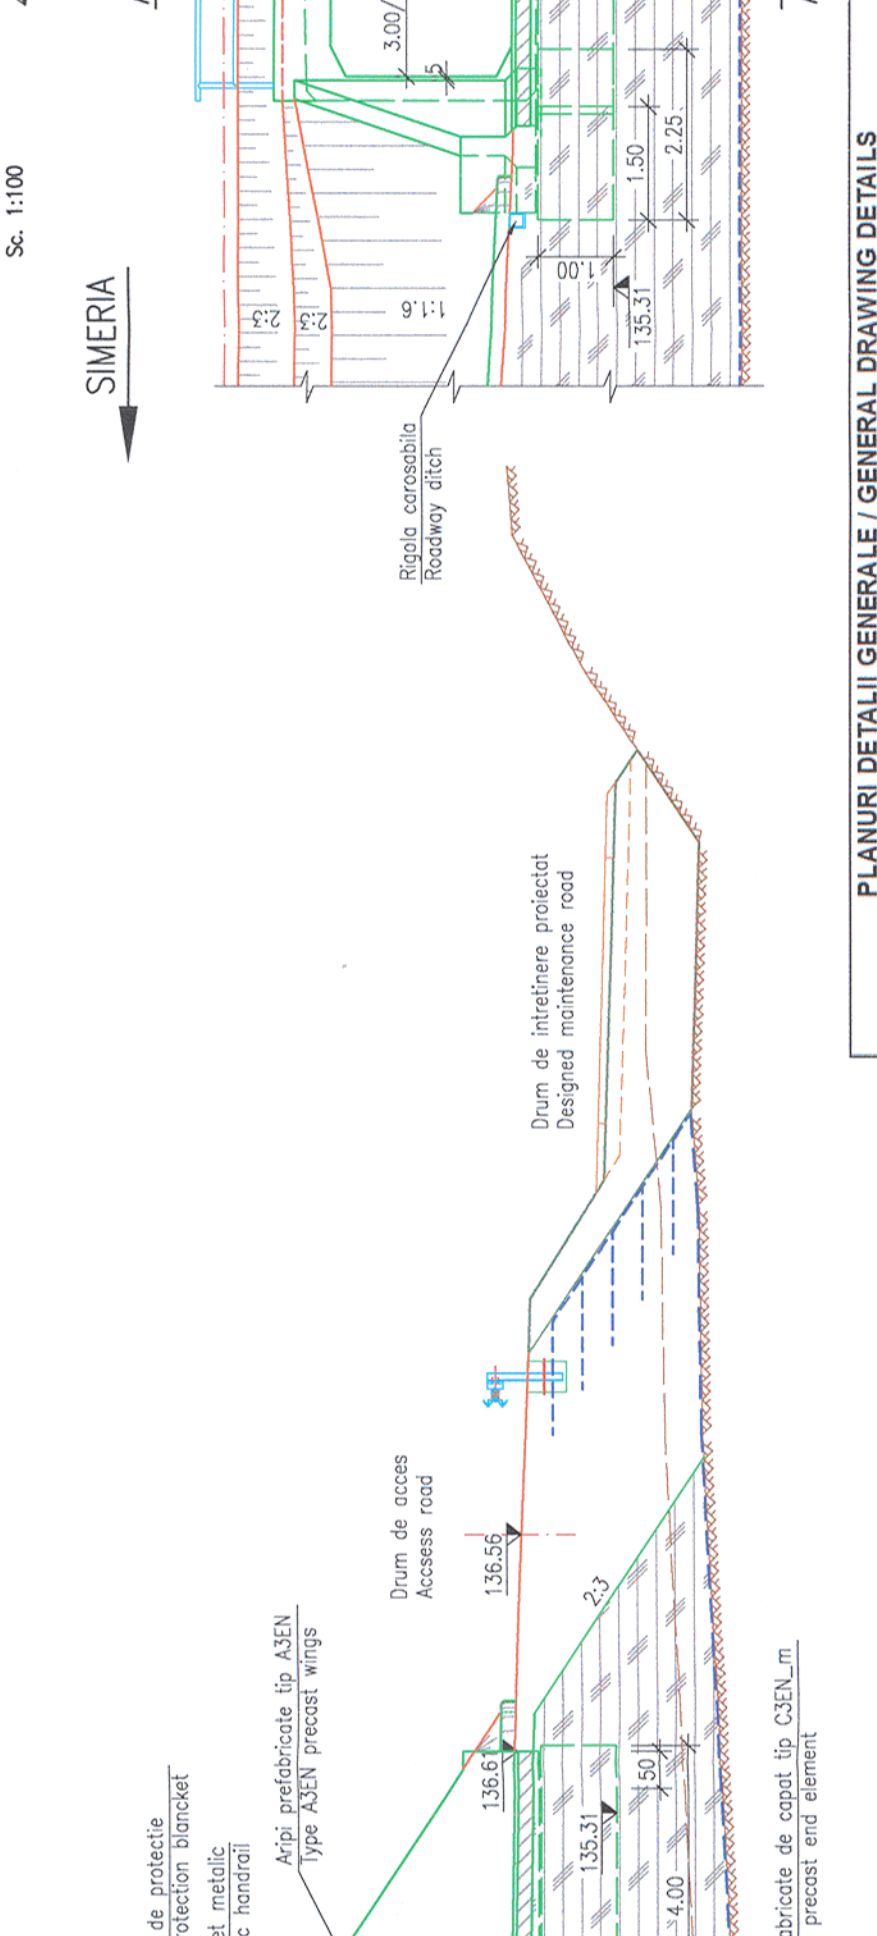 Sc. 1:100
SIMERIA
3.00/
5
2:3
2:3
1:1.6
1.50
2.25
1.00
135.31
Rigola carosabila
Roadway ditch
Drum de intretinere proiectat
Designed maintenance road
Drum de acces
Accsess road
136.56
2:3
Aripi prefabricate tip A3EN
Type A3EN precast wings
de protectie
rotection blancket
et metalic
c handrail
136.61
135.31
50
4.00
abricate de capat tip C3EN_m
precast end element
PLANURI DETALII GENERALE / GENERAL DRAWING DETAILS